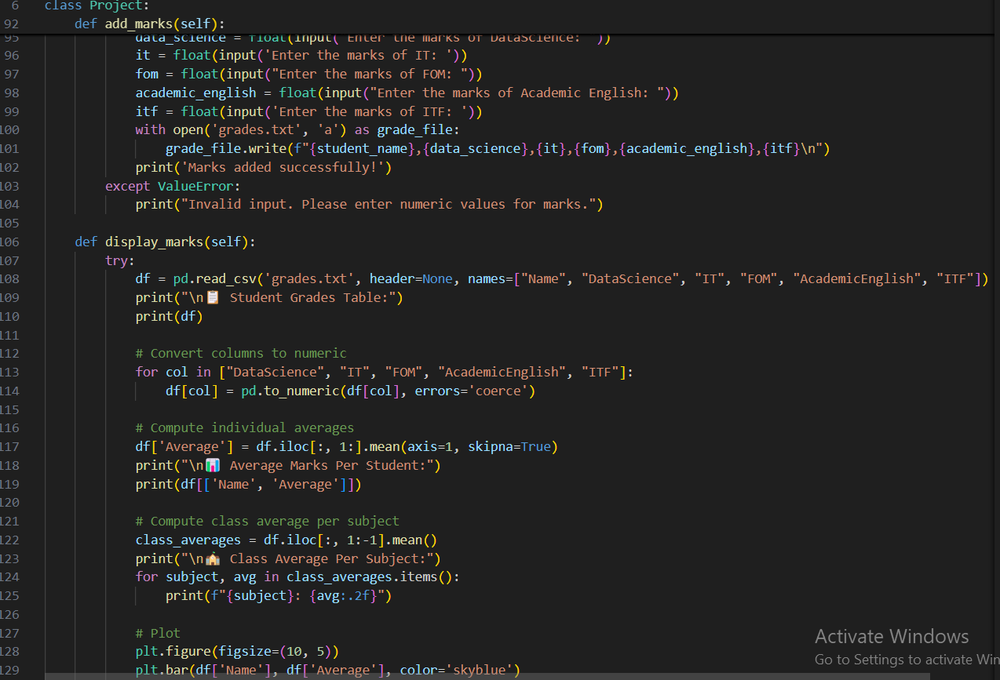 6 class Project:
92 def add_marks(self):
95 data_science = float(input("Enter the marks of DataScience: "))
96 it = float(input('Enter the marks of IT: '))
97 fom = float(input("Enter the marks of FOM: "))
98 academic_english = float(input("Enter the marks of Academic English: "))
99 itf = float(input('Enter the marks of ITF: '))
100 with open('grades.txt', 'a') as grade_file:
101 grade_file.write(f"{student_name},{data_science},{it},{fom},{academic_english},{itf}\n")
102 print('Marks added successfully!')
103 except ValueError:
104 print("Invalid input. Please enter numeric values for marks.")
105
106 def display_marks(self):
107 try:
108 df = pd.read_csv('grades.txt', header=None, names=["Name", "DataScience", "IT", "FOM", "AcademicEnglish", "ITF"])
109 print("\n📋 Student Grades Table:")
110 print(df)
111
112 # Convert columns to numeric
113 for col in ["DataScience", "IT", "FOM", "AcademicEnglish", "ITF"]:
114 df[col] = pd.to_numeric(df[col], errors='coerce')
115
116 # Compute individual averages
117 df['Average'] = df.iloc[:, 1:].mean(axis=1, skipna=True)
118 print("\n📊 Average Marks Per Student:")
119 print(df[['Name', 'Average']])
120
121 # Compute class average per subject
122 class_averages = df.iloc[:, 1:-1].mean()
123 print("\n🏫 Class Average Per Subject:")
124 for subject, avg in class_averages.items():
125 print(f"{subject}: {avg:.2f}")
126
127 # Plot
128 plt.figure(figsize=(10, 5))
129 plt.bar(df['Name'], df['Average'], color='skyblue')
Activate Windows
Go to Settings to activate Win